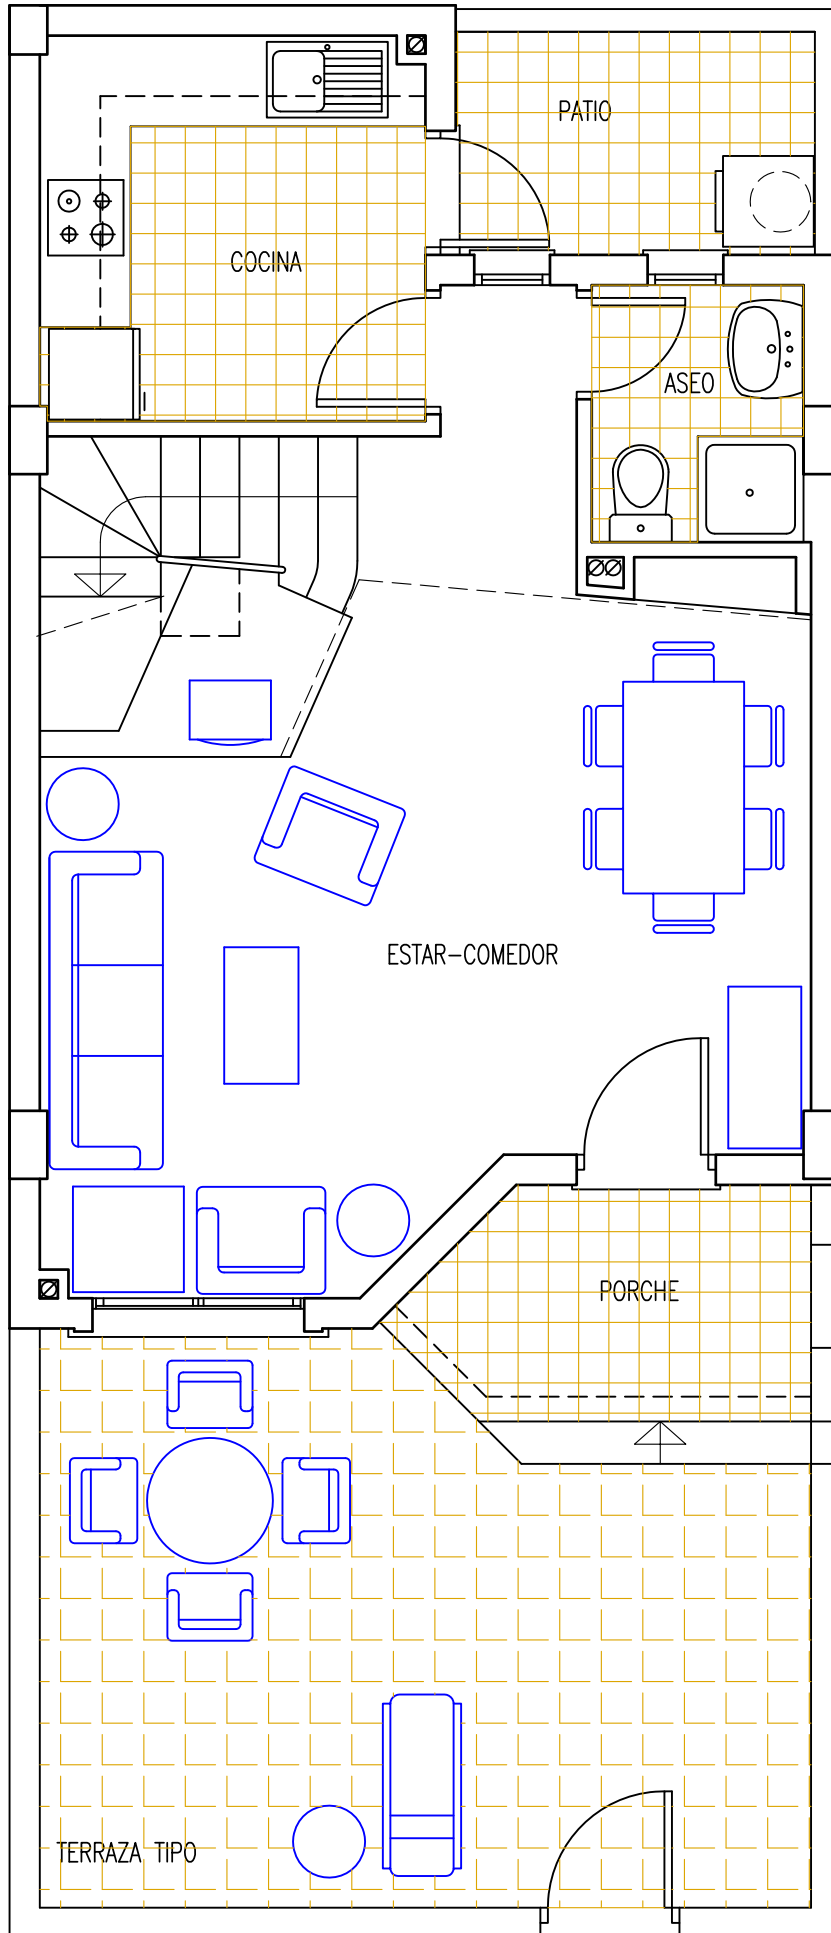 PATIO
COCINA
ASEO
ESTAR-COMEDOR
PORCHE
TERRAZA TIPO